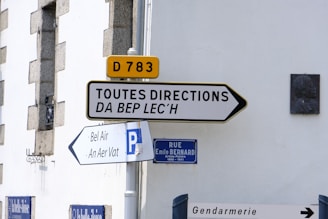 D 783
TOUTES DIRECTIONS
DA BEP LEC'H
Bel Air
An Aer Vat
P
RUE
Emile BERNARD
Gendarmerie